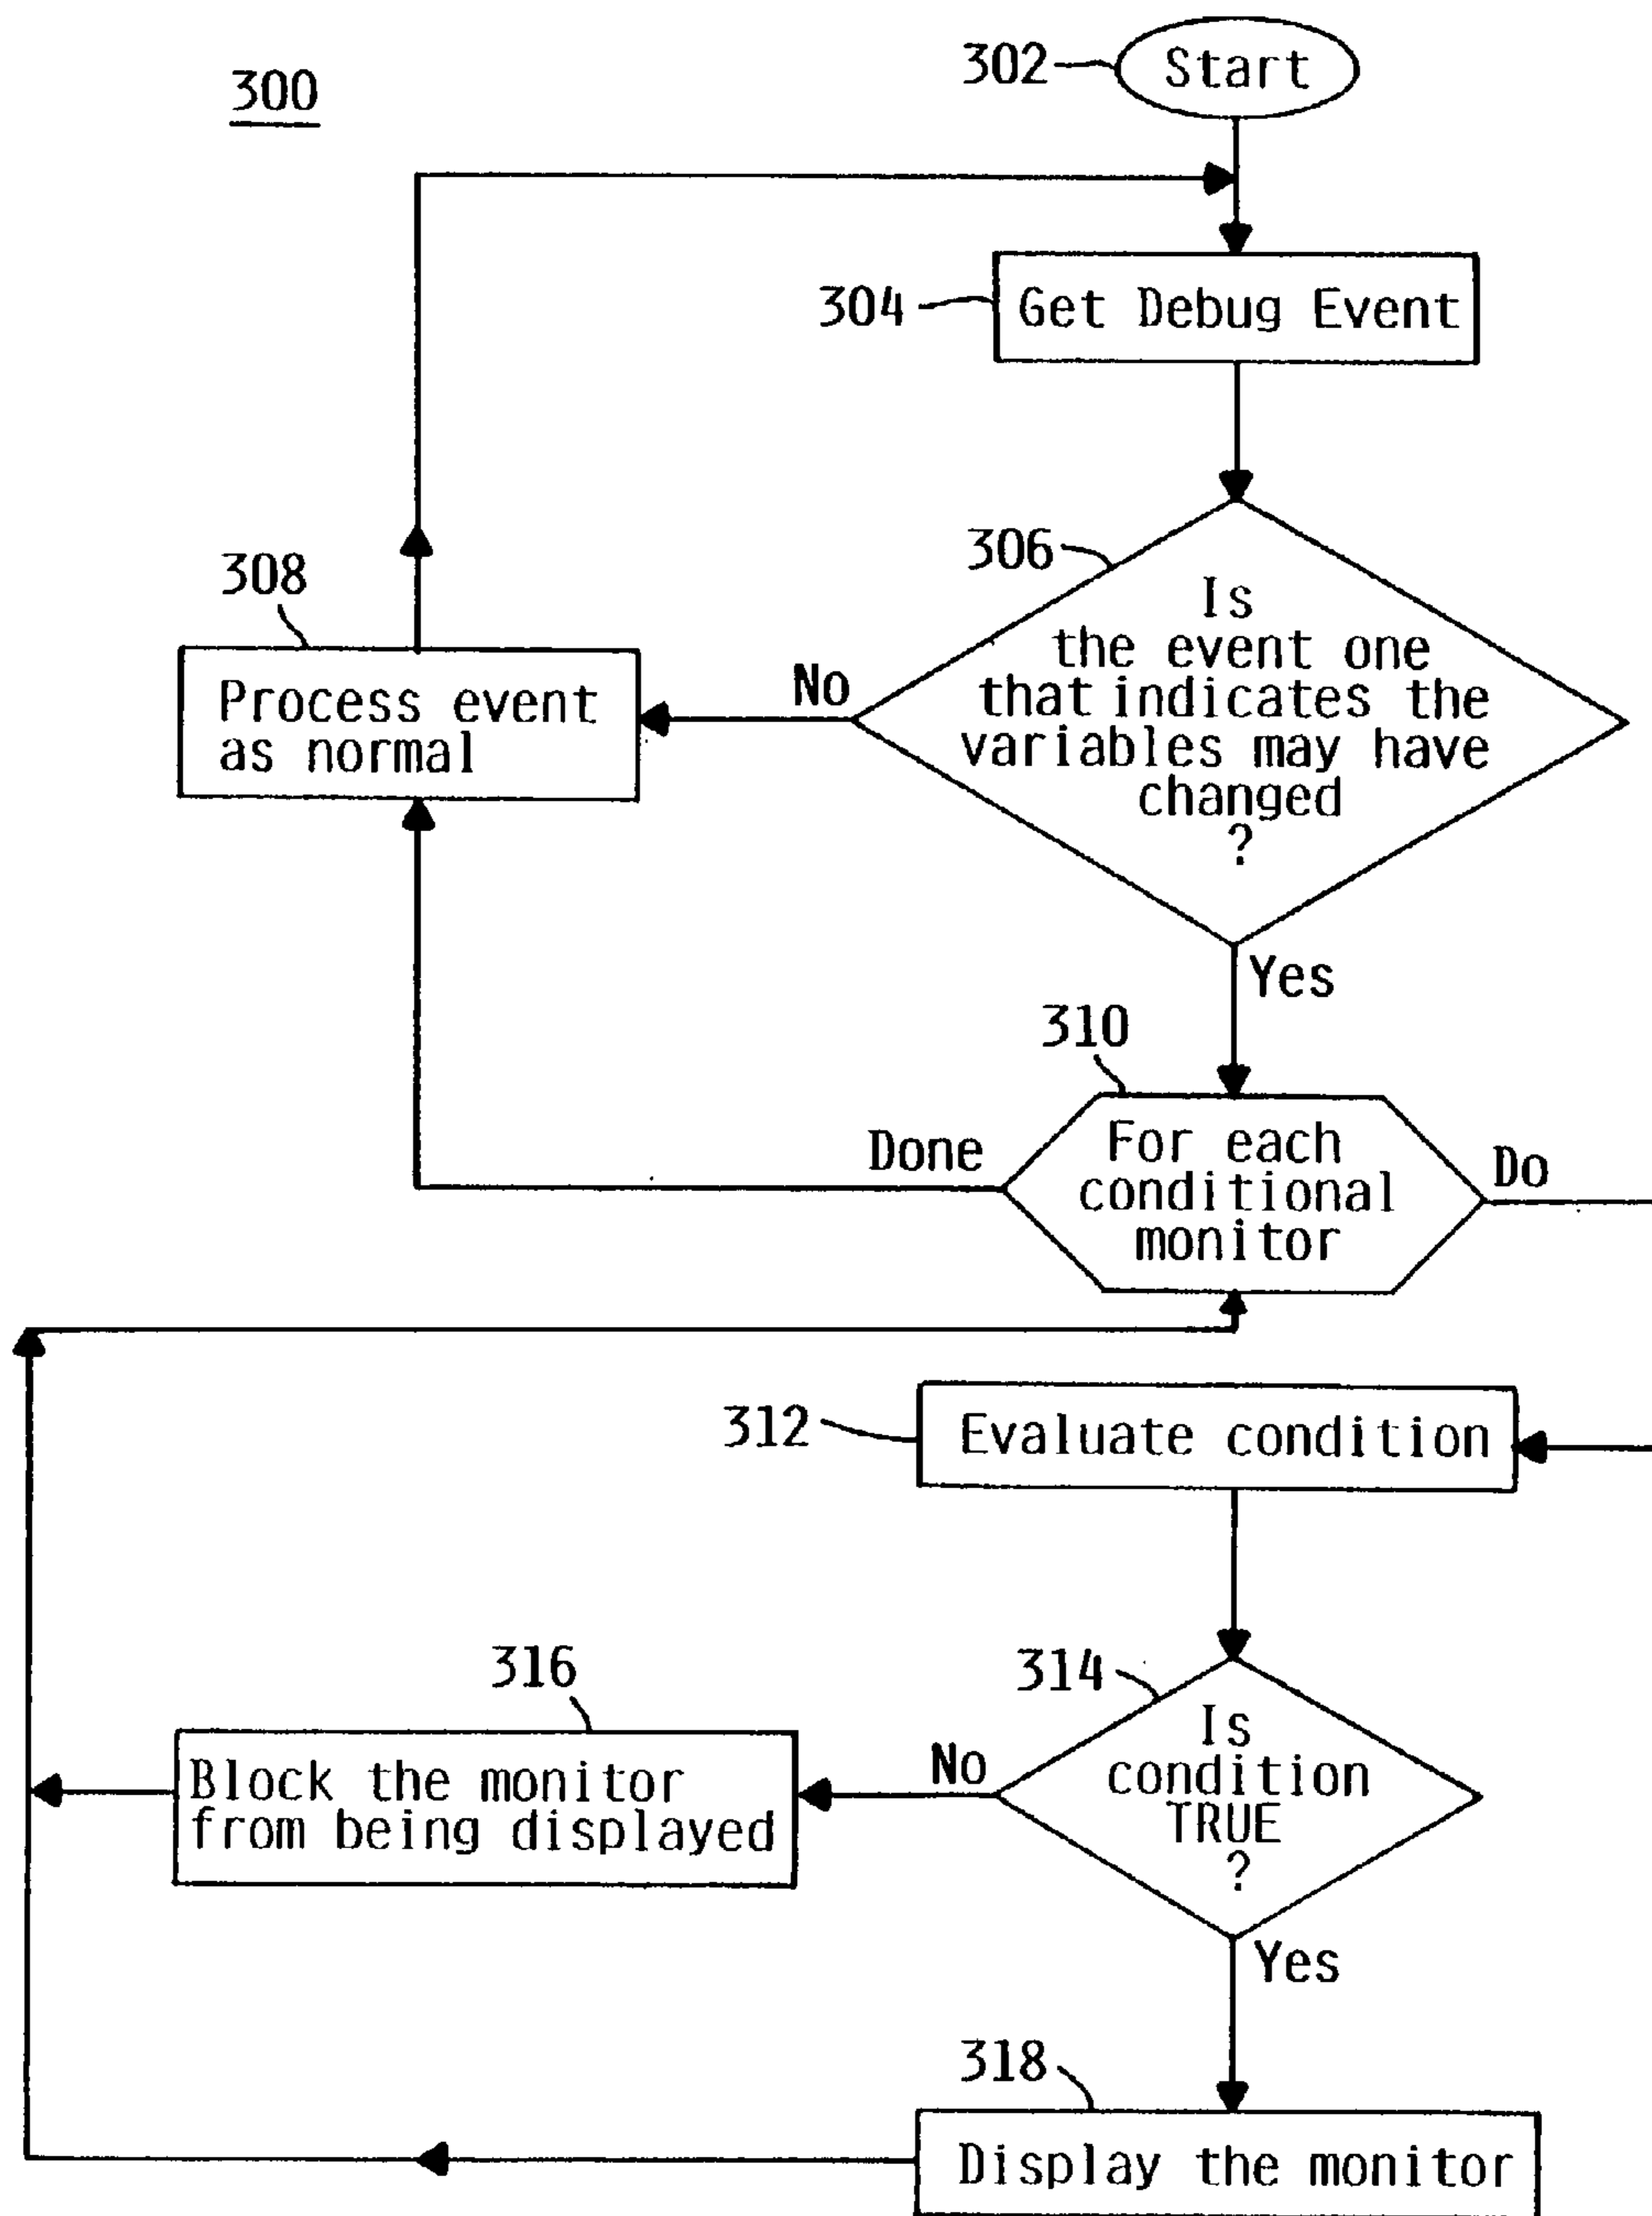 300
302
Start
304
Get Debug Event
306
Is
the event one
that indicates the
variables may have
changed
?
No
308
Process event
as normal
Yes
310
For each
conditional
monitor
Done
Do
312
Evaluate condition
314
Is
condition
TRUE
?
No
316
Block the monitor
from being displayed
Yes
318
Display the monitor